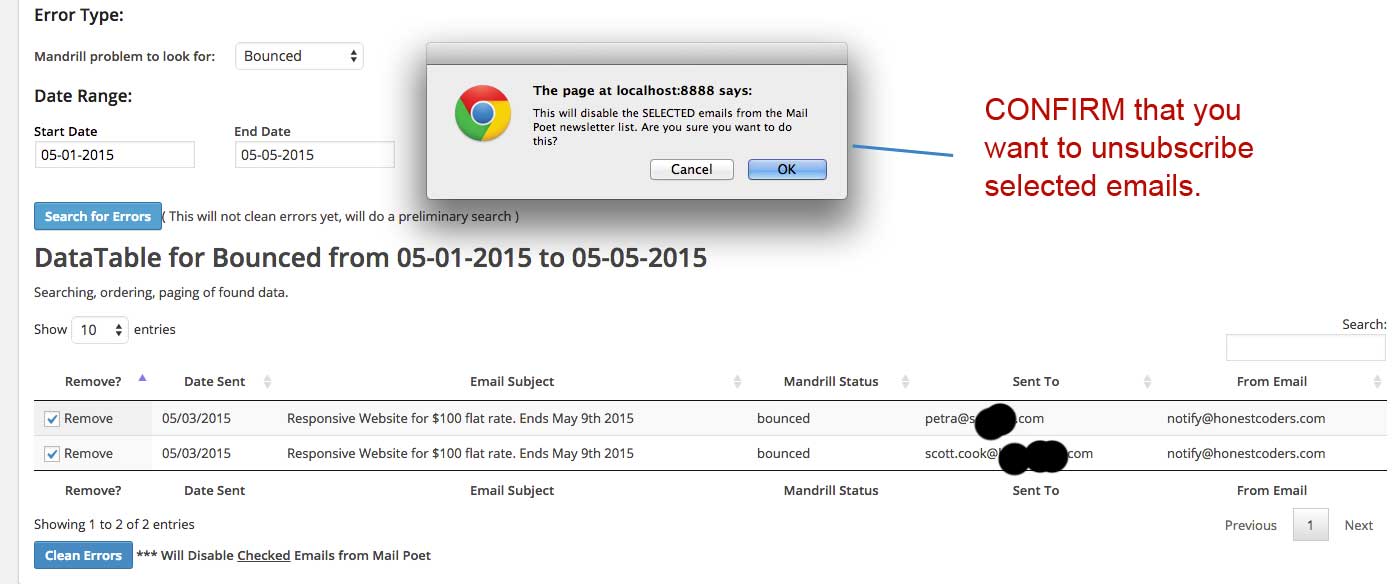 Error Type:
Mandrill problem to look for: Bounced
Date Range:
Start Date End Date
05-01-2015 05-05-2015
The page at localhost:8888 says:
This will disable the SELECTED emails from the Mail
Poet newsletter list. Are you sure you want to do
this?
Cancel OK
CONFIRM that you
want to unsubscribe
selected emails.
Search for Errors ( This will not clean errors yet, will do a preliminary search )
DataTable for Bounced from 05-01-2015 to 05-05-2015
Searching, ordering, paging of found data.
Show 10 entries
Search:
Remove? Date Sent Email Subject Mandrill Status Sent To From Email
Remove 05/03/2015 Responsive Website for $100 flat rate. Ends May 9th 2015 bounced petra@s .com notify@honestcoders.com
Remove 05/03/2015 Responsive Website for $100 flat rate. Ends May 9th 2015 bounced scott.cook@ com notify@honestcoders.com
Remove? Date Sent Email Subject Mandrill Status Sent To From Email
Showing 1 to 2 of 2 entries
Previous 1 Next
Clean Errors *** Will Disable Checked Emails from Mail Poet